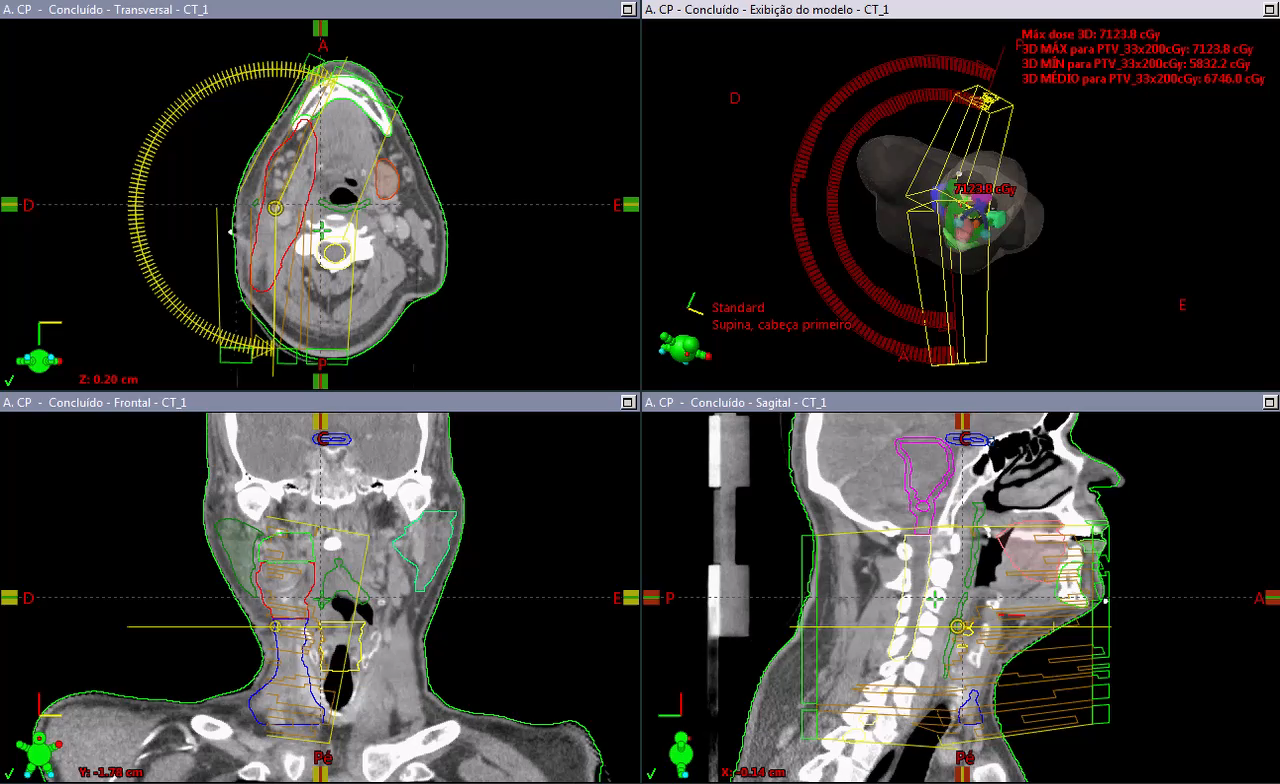 A. CP - Concluído - Transversal - CT_1
A
D
E
P
Z: 0.20 cm
A. CP - Concluído - Exibição do modelo - CT_1
Máx dose 3D: 7123.8 cGy
3D MÁX para PTV_33x200cGy: 7123.8 cGy
3D MÍN para PTV_33x200cGy: 5832.2 cGy
3D MÉDIO para PTV_33x200cGy: 6746.0 cGy
D
7123.8 cGy
E
Standard
Supina, cabeça primeiro
A
A. CP - Concluído - Frontal - CT_1
C
D
E
Pé
Y: -1.78 cm
A. CP - Concluído - Sagital - CT_1
C
P
A
Pé
X: -0.14 cm